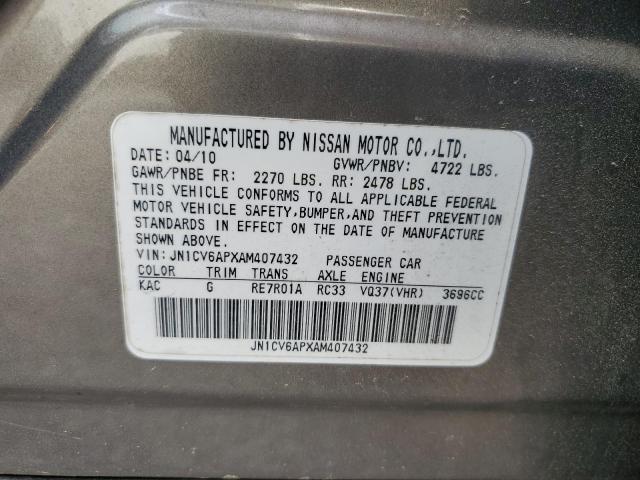 MANUFACTURED BY NISSAN MOTOR CO.,LTD.
DATE: 04/10 GVWR/PNBV: 4722 LBS.
GAWR/PNBE FR: 2270 LBS. RR: 2478 LBS.
THIS VEHICLE CONFORMS TO ALL APPLICABLE FEDERAL
MOTOR VEHICLE SAFETY,BUMPER,AND THEFT PREVENTION
STANDARDS IN EFFECT ON THE DATE OF MANUFACTURE
SHOWN ABOVE.
VIN: JN1CV6APXAM407432 PASSENGER CAR
COLOR TRIM TRANS AXLE ENGINE
KAC G RE7R01A RC33 VQ37(VHR) 3696CC
JN1CV6APXAM407432